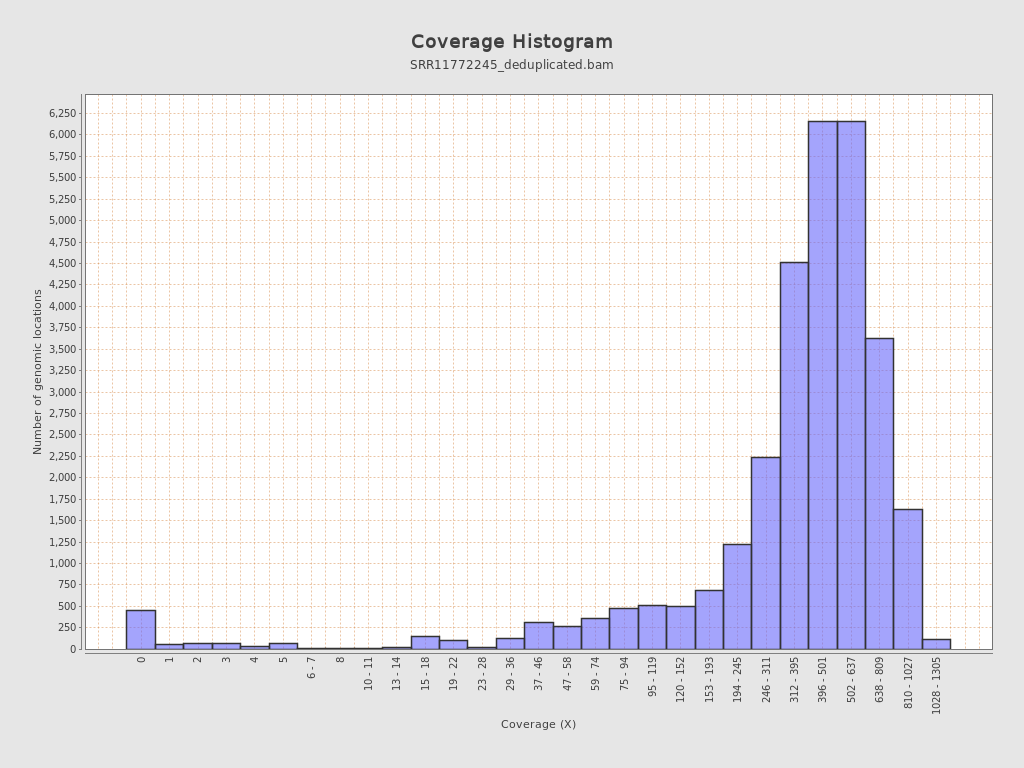 Coverage Histogram
SRR11772245_deduplicated.bam
Number of genomic locations
6,250
6,000
5,750
5,500
5,250
5,000
4,750
4,500
4,250
4,000
3,750
3,500
3,250
3,000
2,750
2,500
2,250
2,000
1,750
1,500
1,250
1,000
750
500
250
0
0
1
2
3
4
5
6 - 7
8
10 - 11
13 - 14
15 - 18
19 - 22
23 - 28
29 - 36
37 - 46
47 - 58
59 - 74
75 - 94
95 - 119
120 - 152
153 - 193
194 - 245
246 - 311
312 - 395
396 - 501
502 - 637
638 - 809
810 - 1027
1028 - 1305
Coverage (X)